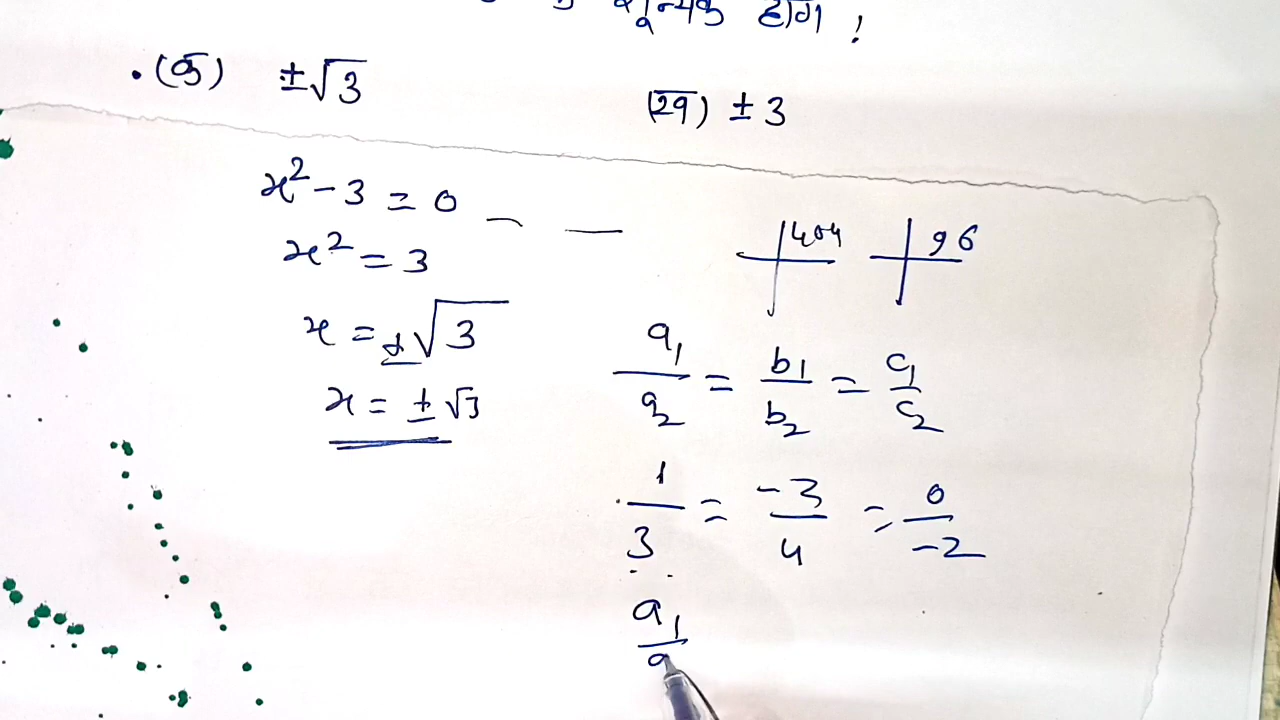 शून्यक होंगे !
• (क) ±√3
(ख) ±3
x² - 3 = 0
x² = 3
x = ±√3
x = ±√3
404 96
a₁/a₂ = b₁/b₂ = c₁/c₂
1/3 = -3/4 = 0/-2
a₁/a